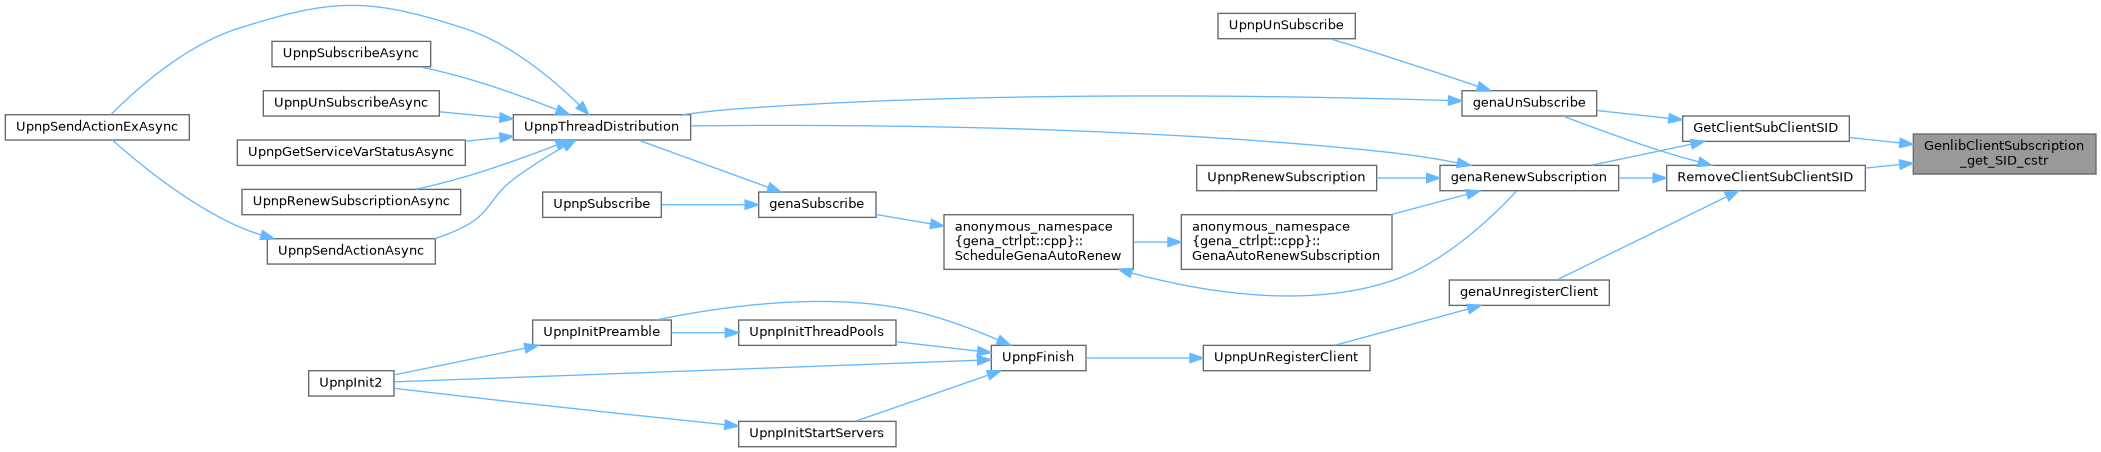 UpnpUnSubscribe
UpnpSubscribeAsync
UpnpUnSubscribeAsync
genaUnSubscribe
UpnpSendActionExAsync
UpnpThreadDistribution
GetClientSubClientSID
GenlibClientSubscription
_get_SID_cstr
UpnpGetServiceVarStatusAsync
UpnpRenewSubscription
genaRenewSubscription
RemoveClientSubClientSID
UpnpRenewSubscriptionAsync
UpnpSubscribe
genaSubscribe
anonymous_namespace
{gena_ctrlpt::cpp}::
ScheduleGenaAutoRenew
anonymous_namespace
{gena_ctrlpt::cpp}::
GenaAutoRenewSubscription
UpnpSendActionAsync
genaUnregisterClient
UpnpInitPreamble
UpnpInitThreadPools
UpnpFinish
UpnpUnRegisterClient
UpnpInit2
UpnpInitStartServers